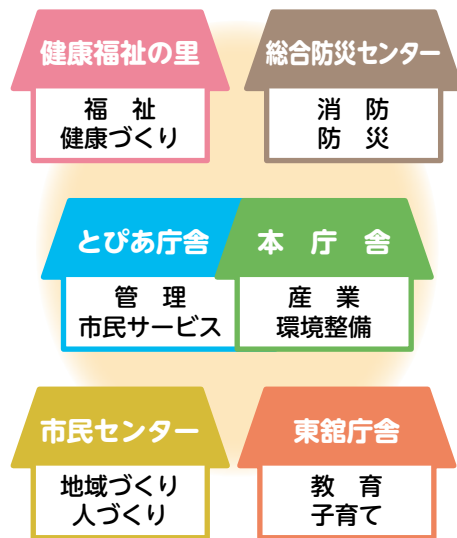 健康福祉の里
福　祉
健康づくり
総合防災センター
消　防
防　災
とぴあ庁舎
管　理
市民サービス
本　庁　舎
産　業
環境整備
市民センター
地域づくり
人づくり
東舘庁舎
教　育
子育て